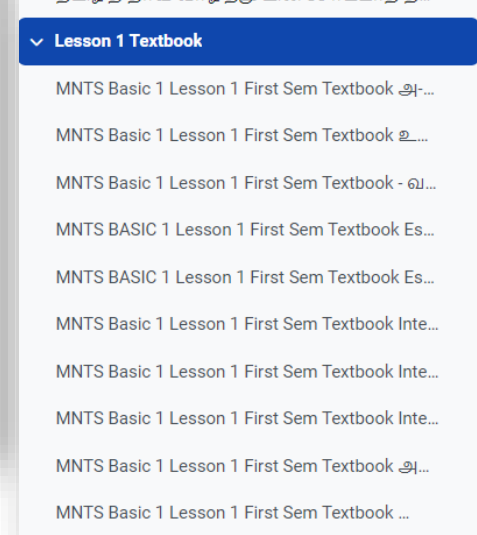 Lesson 1 Textbook
MNTS Basic 1 Lesson 1 First Sem Textbook அ-...
MNTS Basic 1 Lesson 1 First Sem Textbook உ...
MNTS Basic 1 Lesson 1 First Sem Textbook - வ...
MNTS BASIC 1 Lesson 1 First Sem Textbook Es...
MNTS BASIC 1 Lesson 1 First Sem Textbook Es...
MNTS Basic 1 Lesson 1 First Sem Textbook Inte...
MNTS Basic 1 Lesson 1 First Sem Textbook Inte...
MNTS Basic 1 Lesson 1 First Sem Textbook Inte...
MNTS Basic 1 Lesson 1 First Sem Textbook அ...
MNTS Basic 1 Lesson 1 First Sem Textbook ...